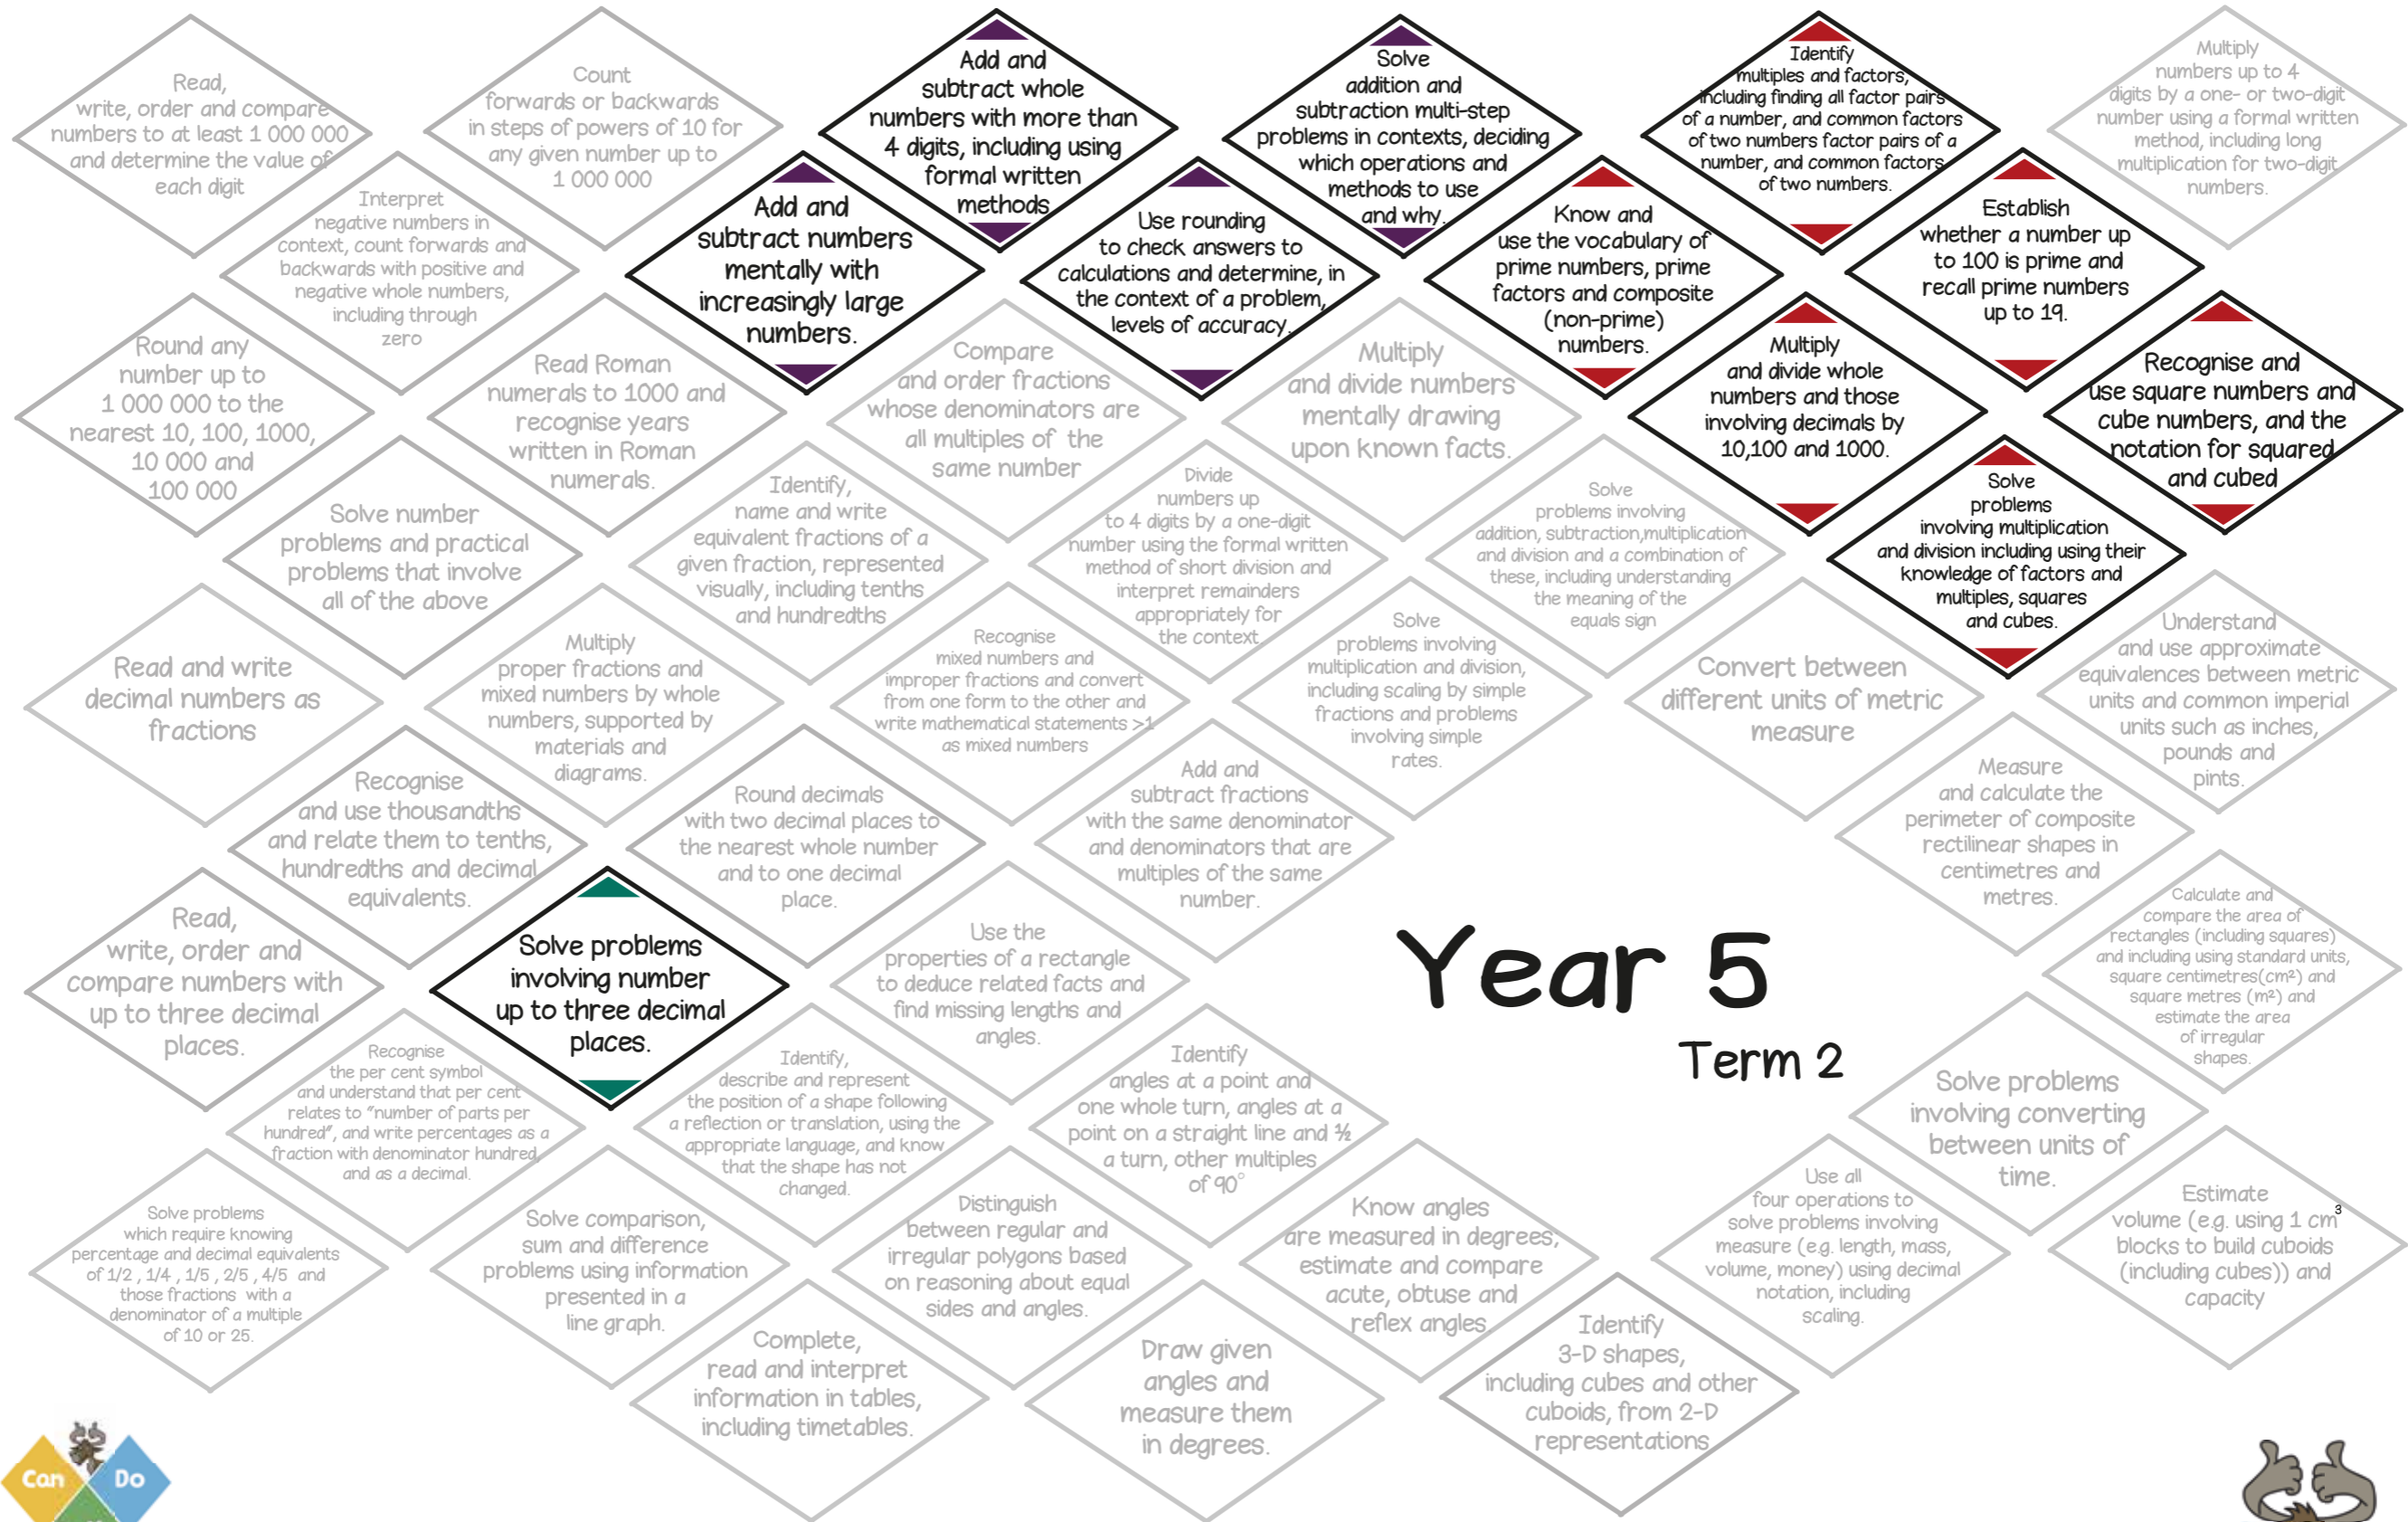 Read,
write, order and compare
numbers to at least 1 000 000
and determine the value of
each digit
Count
forwards or backwards
in steps of powers of 10 for
any given number up to
1 000 000
Add and
subtract whole
numbers with more than
4 digits, including using
formal written
methods
Solve
addition and
subtraction multi-step
problems in contexts, deciding
which operations and
methods to use
and why.
Identify
multiples and factors,
including finding all factor pairs
of a number, and common factors
of two numbers factor pairs of a
number, and common factors
of two numbers.
Multiply
numbers up to 4
digits by a one- or two-digit
number using a formal written
method, including long
multiplication for two-digit
numbers.
Interpret
negative numbers in
context, count forwards and
backwards with positive and
negative whole numbers,
including through
zero
Add and
subtract numbers
mentally with
increasingly large
numbers.
Use rounding
to check answers to
calculations and determine, in
the context of a problem,
levels of accuracy.
Know and
use the vocabulary of
prime numbers, prime
factors and composite
(non-prime)
numbers.
Establish
whether a number up
to 100 is prime and
recall prime numbers
up to 19.
Round any
number up to
1 000 000 to the
nearest 10, 100, 1000,
10 000 and
100 000
Read Roman
numerals to 1000 and
recognise years
written in Roman
numerals.
Compare
and order fractions
whose denominators are
all multiples of the
same number
Multiply
and divide numbers
mentally drawing
upon known facts.
Multiply
and divide whole
numbers and those
involving decimals by
10,100 and 1000.
Recognise and
use square numbers and
cube numbers, and the
notation for squared
and cubed
Solve number
problems and practical
problems that involve
all of the above
Identify,
name and write
equivalent fractions of a
given fraction, represented
visually, including tenths
and hundredths
Divide
numbers up
to 4 digits by a one-digit
number using the formal written
method of short division and
interpret remainders
appropriately for
the context
Solve
problems involving
addition, subtraction,multiplication
and division and a combination of
these, including understanding
the meaning of the
equals sign
Solve
problems
involving multiplication
and division including using their
knowledge of factors and
multiples, squares
and cubes.
Read and write
decimal numbers as
fractions
Multiply
proper fractions and
mixed numbers by whole
numbers, supported by
materials and
diagrams.
Recognise
mixed numbers and
improper fractions and convert
from one form to the other and
write mathematical statements >1
as mixed numbers
Solve
problems involving
multiplication and division,
including scaling by simple
fractions and problems
involving simple
rates.
Convert between
different units of metric
measure
Understand
and use approximate
equivalences between metric
units and common imperial
units such as inches,
pounds and
pints.
Recognise
and use thousandths
and relate them to tenths,
hundredths and decimal
equivalents.
Round decimals
with two decimal places to
the nearest whole number
and to one decimal
place.
Add and
subtract fractions
with the same denominator
and denominators that are
multiples of the same
number.
Measure
and calculate the
perimeter of composite
rectilinear shapes in
centimetres and
metres.
Read,
write, order and
compare numbers with
up to three decimal
places.
Solve problems
involving number
up to three decimal
places.
Use the
properties of a rectangle
to deduce related facts and
find missing lengths and
angles.
Year 5
Term 2
Calculate and
compare the area of
rectangles (including squares)
and including using standard units,
square centimetres(cm²) and
square metres (m²) and
estimate the area
of irregular
shapes.
Recognise
the per cent symbol
and understand that per cent
relates to "number of parts per
hundred", and write percentages as a
fraction with denominator hundred,
and as a decimal.
Identify,
describe and represent
the position of a shape following
a reflection or translation, using the
appropriate language, and know
that the shape has not
changed.
Identify
angles at a point and
one whole turn, angles at a
point on a straight line and ½
a turn, other multiples
of 90°
Solve problems
involving converting
between units of
time.
Solve problems
which require knowing
percentage and decimal equivalents
of 1/2 , 1/4 , 1/5 , 2/5 , 4/5 and
those fractions with a
denominator of a multiple
of 10 or 25.
Solve comparison,
sum and difference
problems using information
presented in a
line graph.
Distinguish
between regular and
irregular polygons based
on reasoning about equal
sides and angles.
Know angles
are measured in degrees,
estimate and compare
acute, obtuse and
reflex angles.
Use all
four operations to
solve problems involving
measure (e.g. length, mass,
volume, money) using decimal
notation, including
scaling.
Estimate
volume (e.g. using 1 cm³
blocks to build cuboids
(including cubes)) and
capacity
Complete,
read and interpret
information in tables,
including timetables.
Draw given
angles and
measure them
in degrees.
Identify
3-D shapes,
including cubes and other
cuboids, from 2-D
representations
Can Do